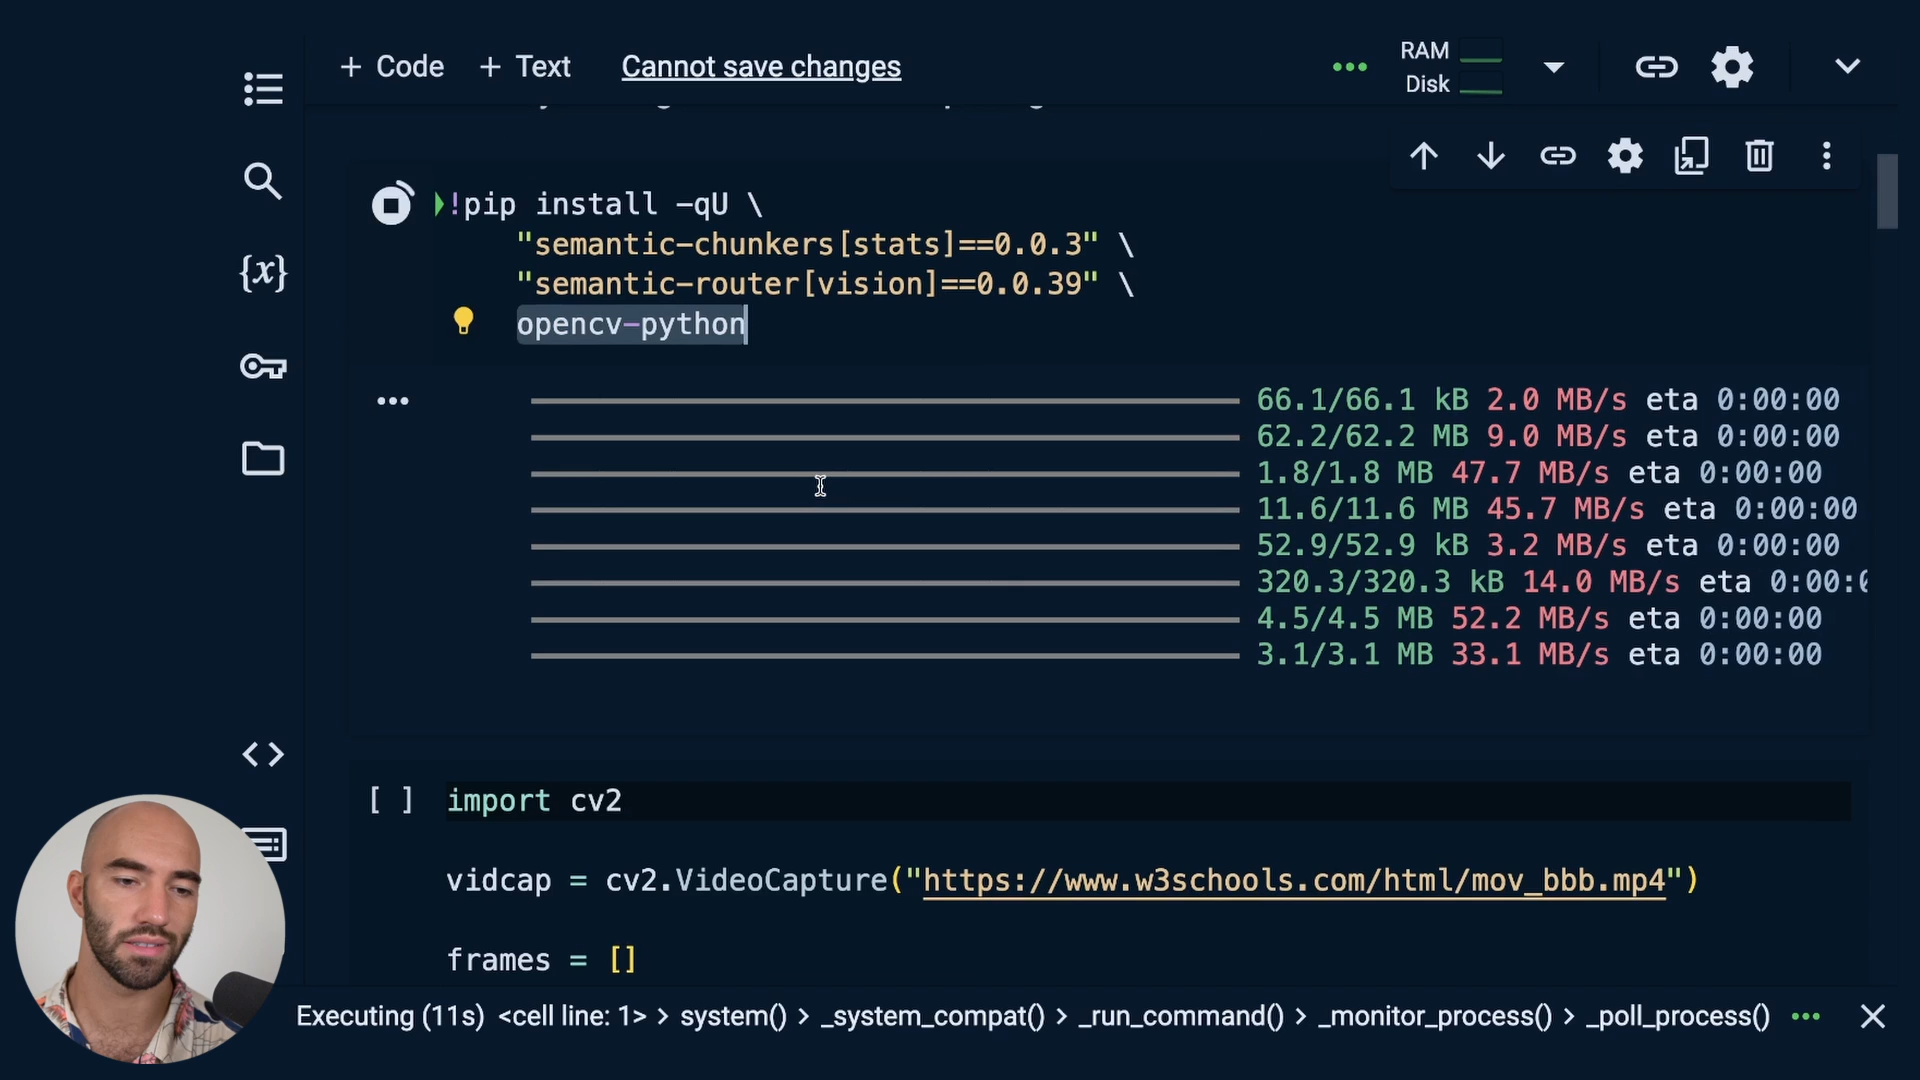 + Code + Text Cannot save changes
RAM
Disk
!pip install -qU \
"semantic-chunkers[stats]==0.0.3" \
"semantic-router[vision]==0.0.39" \
opencv-python
66.1/66.1 kB 2.0 MB/s eta 0:00:00
62.2/62.2 MB 9.0 MB/s eta 0:00:00
1.8/1.8 MB 47.7 MB/s eta 0:00:00
11.6/11.6 MB 45.7 MB/s eta 0:00:00
52.9/52.9 kB 3.2 MB/s eta 0:00:00
320.3/320.3 kB 14.0 MB/s eta 0:00:0
4.5/4.5 MB 52.2 MB/s eta 0:00:00
3.1/3.1 MB 33.1 MB/s eta 0:00:00
[ ] import cv2
vidcap = cv2.VideoCapture("https://www.w3schools.com/html/mov_bbb.mp4")
frames = []
Executing (11s) <cell line: 1> > system() > _system_compat() > _run_command() > _monitor_process() > _poll_process()